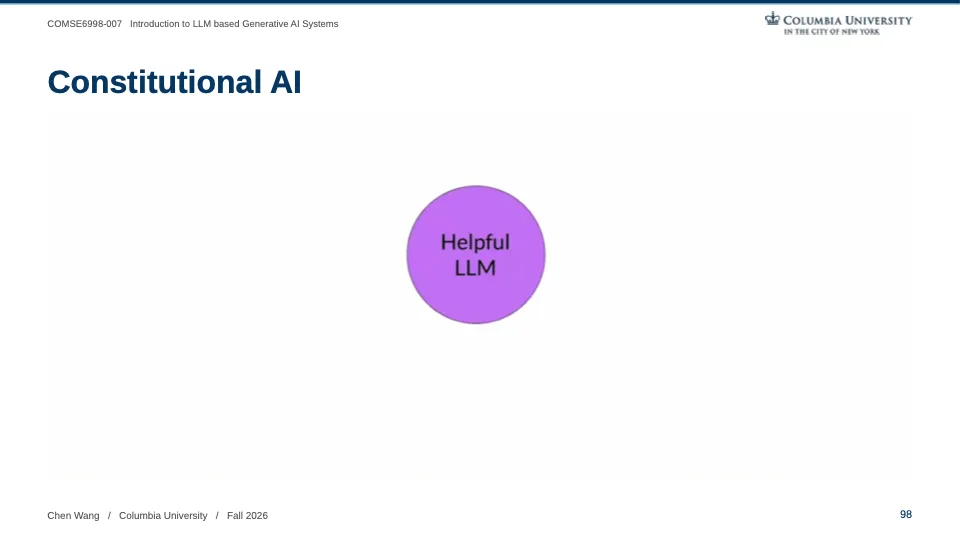 COMSE6998-007 Introduction to LLM based Generative AI Systems
COLUMBIA UNIVERSITY
IN THE CITY OF NEW YORK
Constitutional AI
Helpful
LLM
Chen Wang / Columbia University / Fall 2026
98